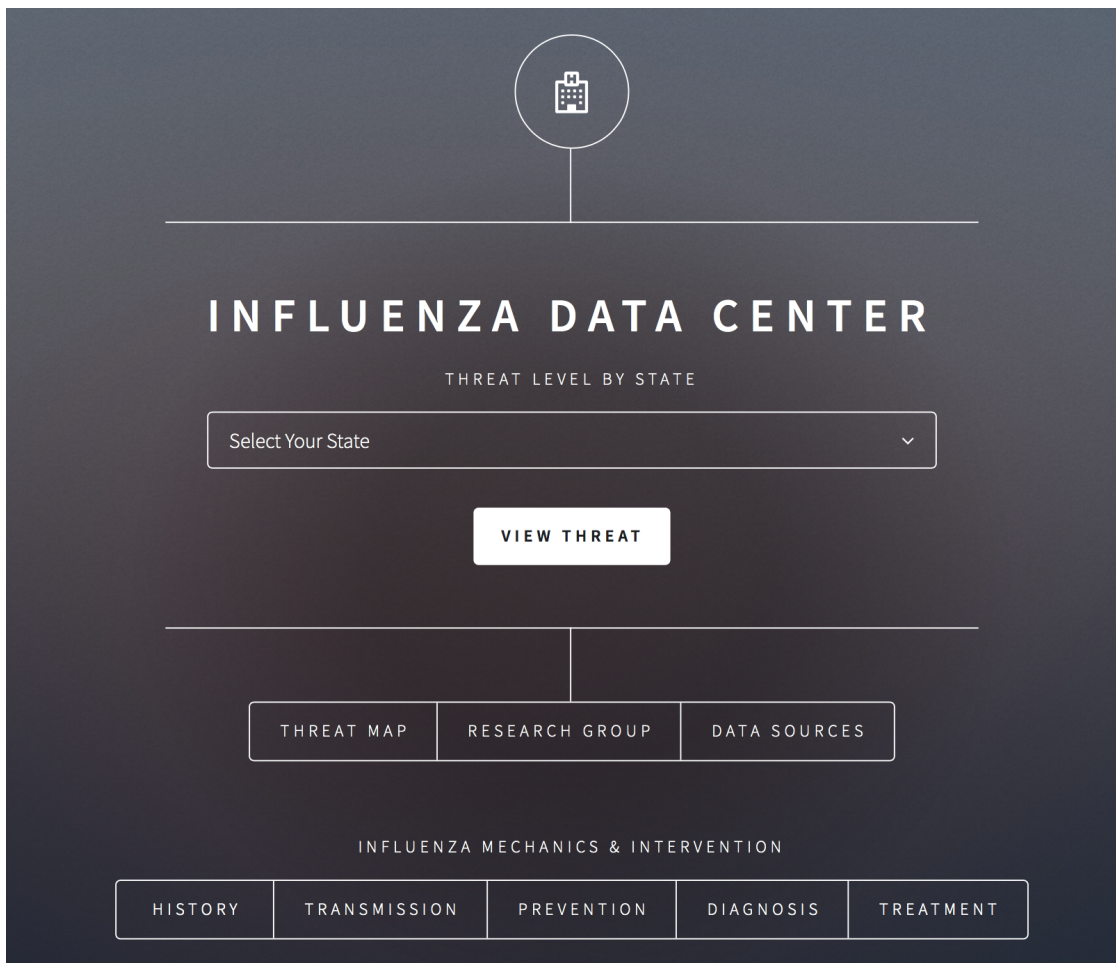 INFLUENZA DATA CENTER
THREAT LEVEL BY STATE
Select Your State
VIEW THREAT
THREAT MAP RESEARCH GROUP DATA SOURCES
INFLUENZA MECHANICS & INTERVENTION
HISTORY TRANSMISSION PREVENTION DIAGNOSIS TREATMENT